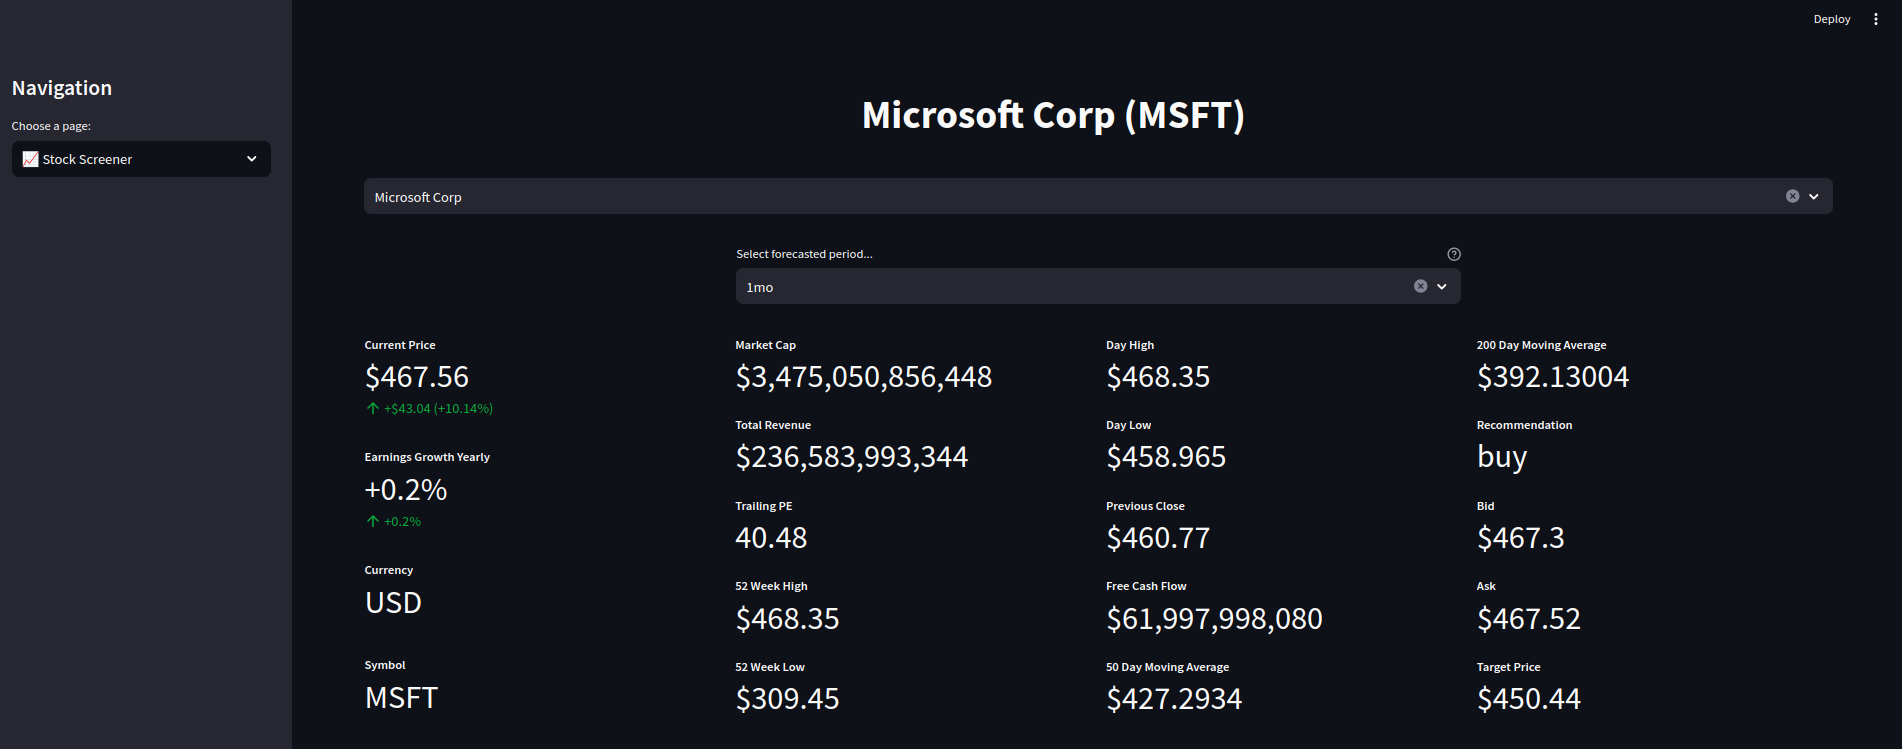 Deploy
Navigation
Choose a page:
📈 Stock Screener
Microsoft Corp (MSFT)
Microsoft Corp
Select forecasted period...
1mo
Current Price
$467.56
+$43.04 (+10.14%)
Earnings Growth Yearly
+0.2%
+0.2%
Currency
USD
Symbol
MSFT
Market Cap
$3,475,050,856,448
Total Revenue
$236,583,993,344
Trailing PE
40.48
52 Week High
$468.35
52 Week Low
$309.45
Day High
$468.35
Day Low
$458.965
Previous Close
$460.77
Free Cash Flow
$61,997,998,080
50 Day Moving Average
$427.2934
200 Day Moving Average
$392.13004
Recommendation
buy
Bid
$467.3
Ask
$467.52
Target Price
$450.44